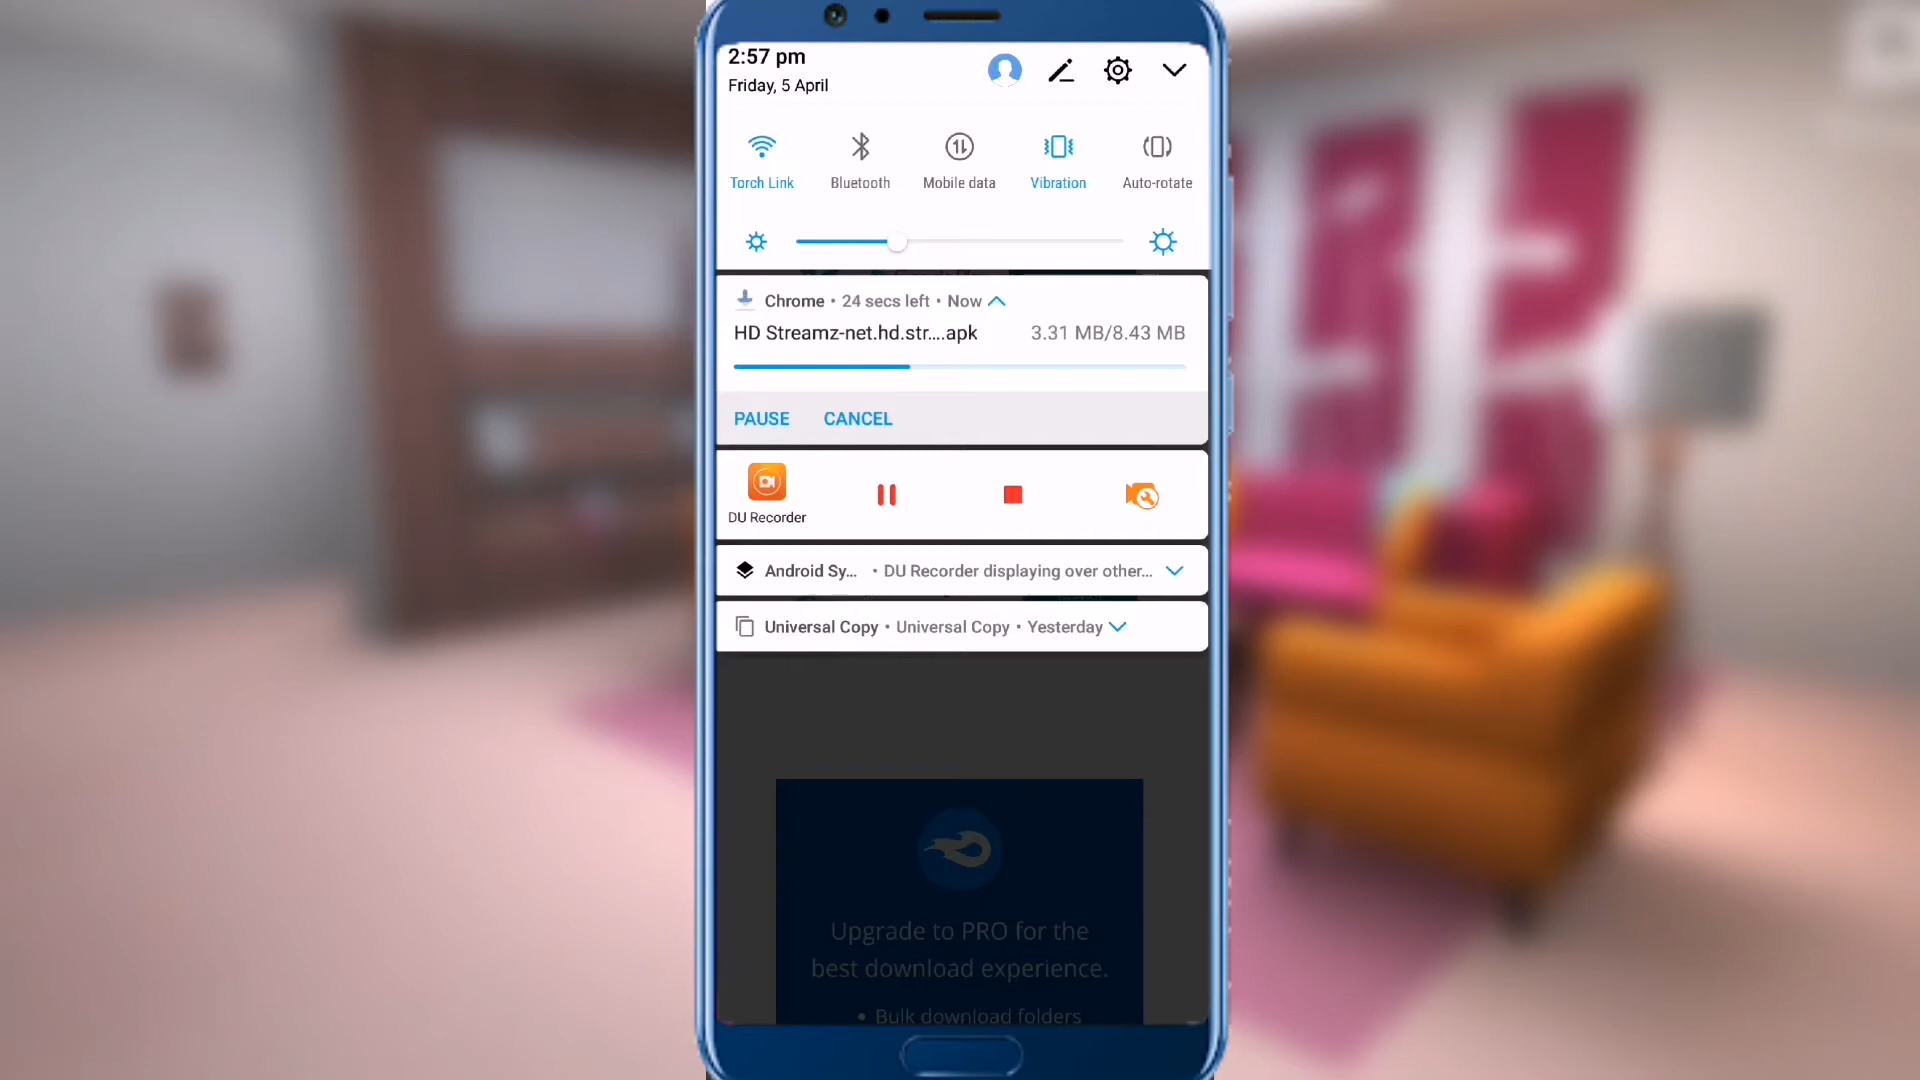 2:57 pm
Friday, 5 April
Torch Link
Bluetooth
Mobile data
Vibration
Auto-rotate
Chrome • 24 secs left • Now
HD Streamz-net.hd.str....apk 3.31 MB/8.43 MB
PAUSE CANCEL
DU Recorder
Android Sy... • DU Recorder displaying over other...
Universal Copy • Universal Copy • Yesterday
Upgrade to PRO for the
best download experience.
• Bulk download folders